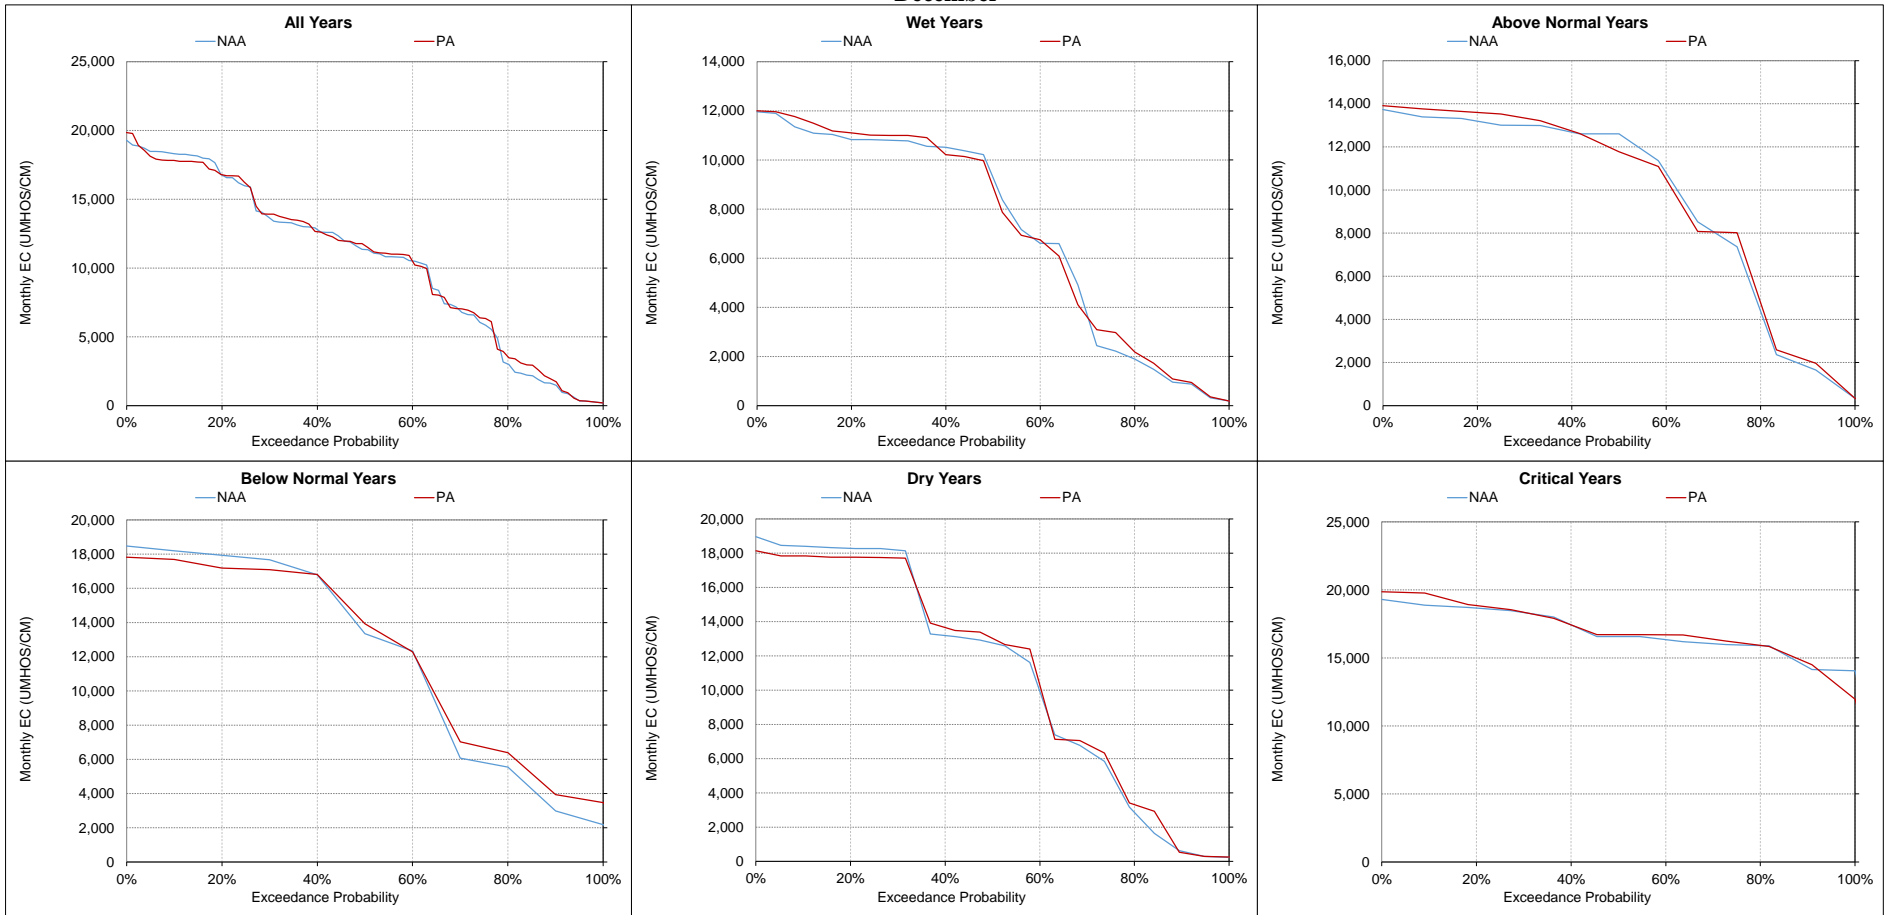 All Years
NAA PA
25,000
20,000
15,000
10,000
5,000
0
0% 20% 40% 60% 80% 100%
Monthly EC (UMHOS/CM)
Exceedance Probability
Wet Years
NAA PA
14,000
12,000
10,000
8,000
6,000
4,000
2,000
0
0% 20% 40% 60% 80% 100%
Monthly EC (UMHOS/CM)
Exceedance Probability
Above Normal Years
NAA PA
16,000
14,000
12,000
10,000
8,000
6,000
4,000
2,000
0
0% 20% 40% 60% 80% 100%
Monthly EC (UMHOS/CM)
Exceedance Probability
Below Normal Years
NAA PA
20,000
18,000
16,000
14,000
12,000
10,000
8,000
6,000
4,000
2,000
0
0% 20% 40% 60% 80% 100%
Monthly EC (UMHOS/CM)
Exceedance Probability
Dry Years
NAA PA
20,000
18,000
16,000
14,000
12,000
10,000
8,000
6,000
4,000
2,000
0
0% 20% 40% 60% 80% 100%
Monthly EC (UMHOS/CM)
Exceedance Probability
Critical Years
NAA PA
25,000
20,000
15,000
10,000
5,000
0
0% 20% 40% 60% 80% 100%
Monthly EC (UMHOS/CM)
Exceedance Probability